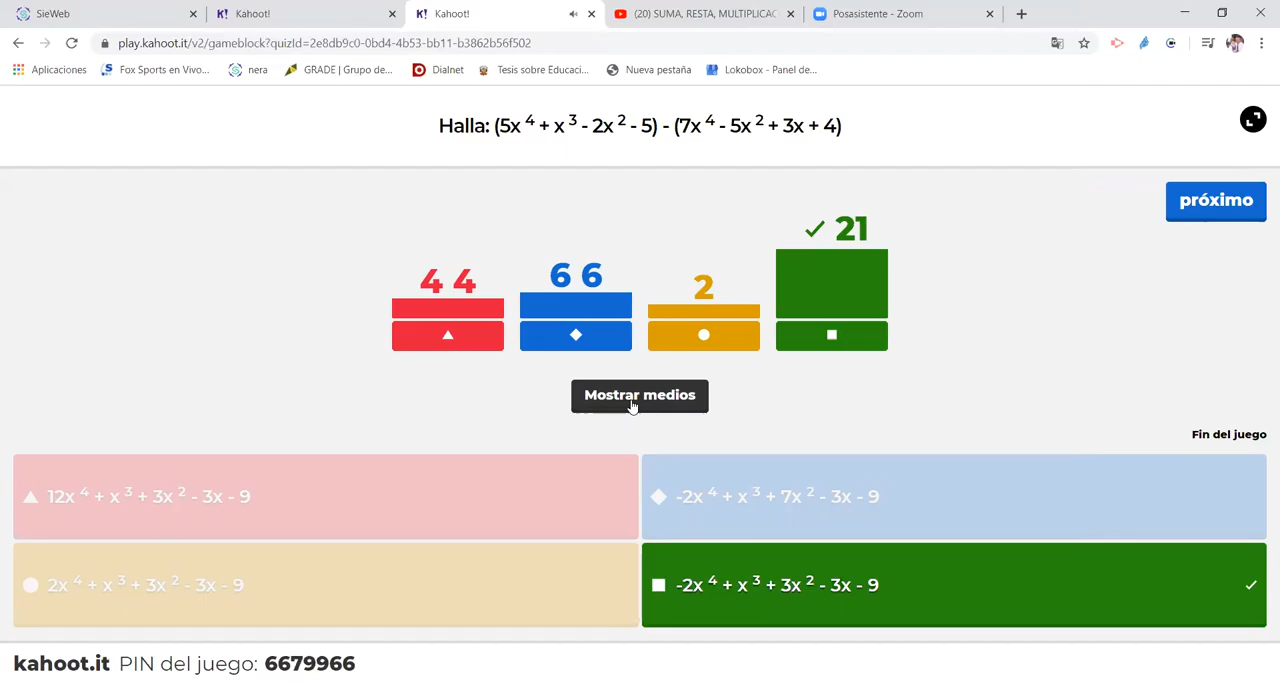 SieWeb
Kahoot!
Kahoot!
(20) SUMA, RESTA, MULTIPLICAC
Posasistente - Zoom
play.kahoot.it/v2/gameblock?quizId=2e8db9c0-0bd4-4b53-bb11-b3862b56f502
Aplicaciones
Fox Sports en Vivo...
nera
GRADE | Grupo de...
Dialnet
Tesis sobre Educaci...
Nueva pestaña
Lokobox - Panel de...
Halla: (5x ⁴ + x ³ - 2x ² - 5) - (7x ⁴ - 5x ² + 3x + 4)
próximo
4 4
6 6
2
21
Mostrar medios
Fin del juego
12x ⁴ + x ³ + 3x ² - 3x - 9
-2x ⁴ + x ³ + 7x ² - 3x - 9
2x ⁴ + x ³ + 3x ² - 3x - 9
-2x ⁴ + x ³ + 3x ² - 3x - 9
kahoot.it PIN del juego: 6679966